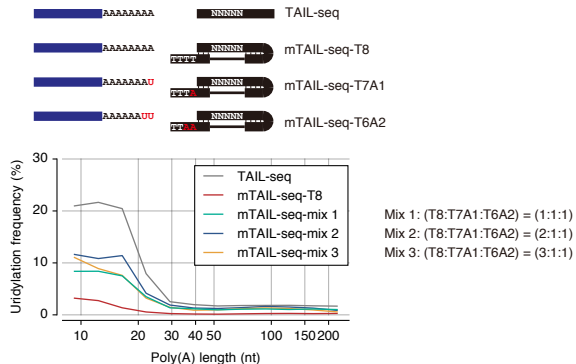 AAAAAAAA NNNNN TAIL-seq
AAAAAAAA NNNNN TTTT mTAIL-seq-T8
AAAAAAAU NNNNN TTTA mTAIL-seq-T7A1
AAAAAAUU NNNNN TTAA mTAIL-seq-T6A2
Uridylation frequency (%)
30
20
10
0
TAIL-seq
mTAIL-seq-T8
mTAIL-seq-mix 1
mTAIL-seq-mix 2
mTAIL-seq-mix 3
10 20 30 40 50 100 150 200
Poly(A) length (nt)
Mix 1: (T8:T7A1:T6A2) = (1:1:1)
Mix 2: (T8:T7A1:T6A2) = (2:1:1)
Mix 3: (T8:T7A1:T6A2) = (3:1:1)